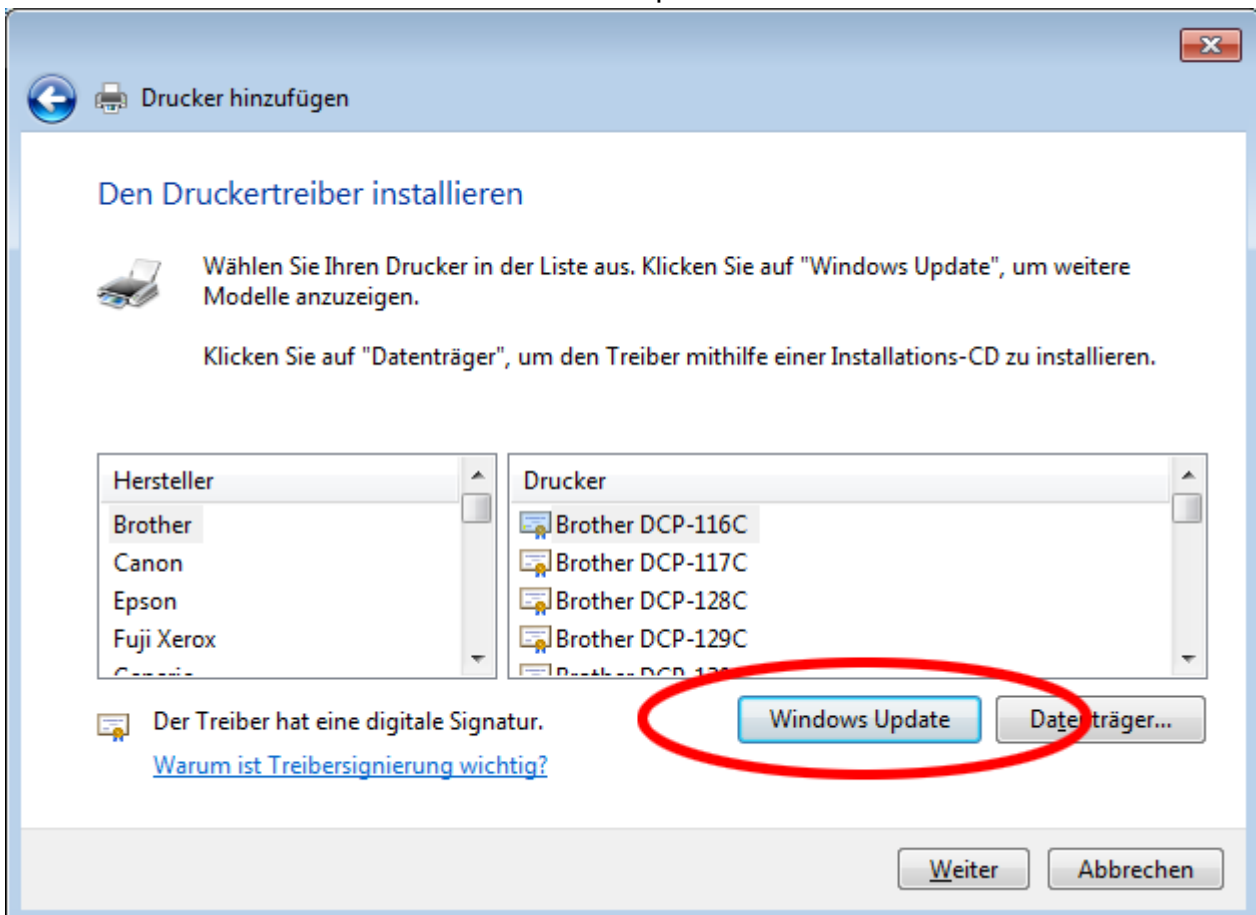 Drucker hinzufügen
Den Druckertreiber installieren
Wählen Sie Ihren Drucker in der Liste aus. Klicken Sie auf "Windows Update", um weitere
Modelle anzuzeigen.
Klicken Sie auf "Datenträger", um den Treiber mithilfe einer Installations-CD zu installieren.
Hersteller
Brother
Canon
Epson
Fuji Xerox
Drucker
Brother DCP-116C
Brother DCP-117C
Brother DCP-128C
Brother DCP-129C
Der Treiber hat eine digitale Signatur.
Warum ist Treibersignierung wichtig?
Windows Update
Datenträger...
Weiter
Abbrechen